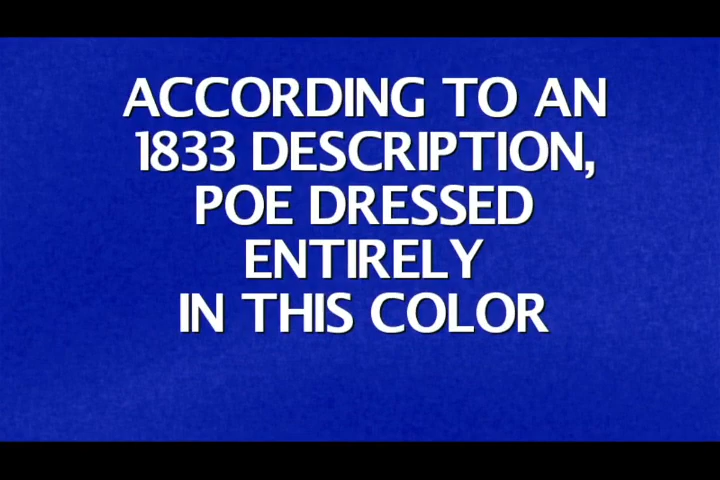 ACCORDING TO AN
1833 DESCRIPTION,
POE DRESSED
ENTIRELY
IN THIS COLOR